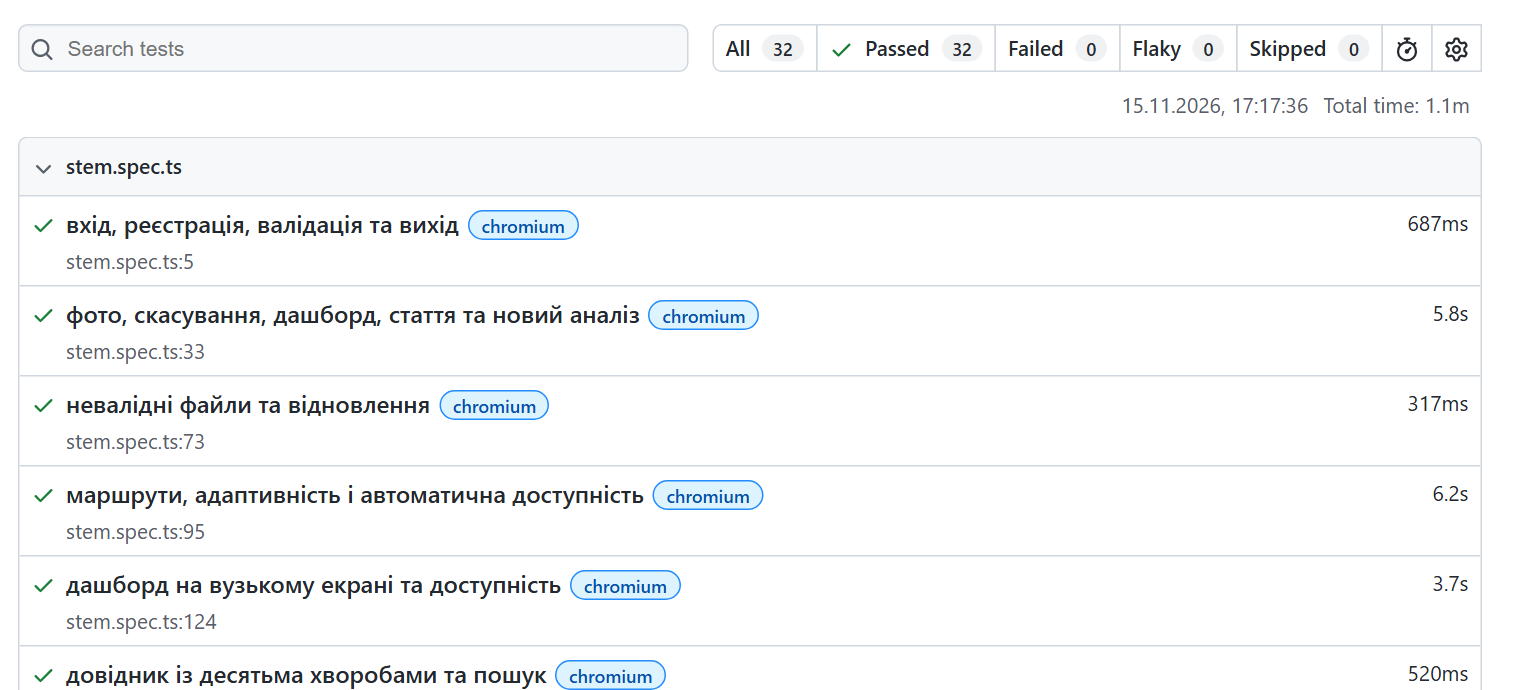 Search tests
All 32 Passed 32 Failed 0 Flaky 0 Skipped 0
15.11.2026, 17:17:36 Total time: 1.1m
stem.spec.ts
вхід, реєстрація, валідація та вихід chromium 687ms
stem.spec.ts:5
фото, скасування, дашборд, стаття та новий аналіз chromium 5.8s
stem.spec.ts:33
невалідні файли та відновлення chromium 317ms
stem.spec.ts:73
маршрути, адаптивність і автоматична доступність chromium 6.2s
stem.spec.ts:95
дашборд на вузькому екрані та доступність chromium 3.7s
stem.spec.ts:124
довідник із десятьма хворобами та пошук chromium 520ms